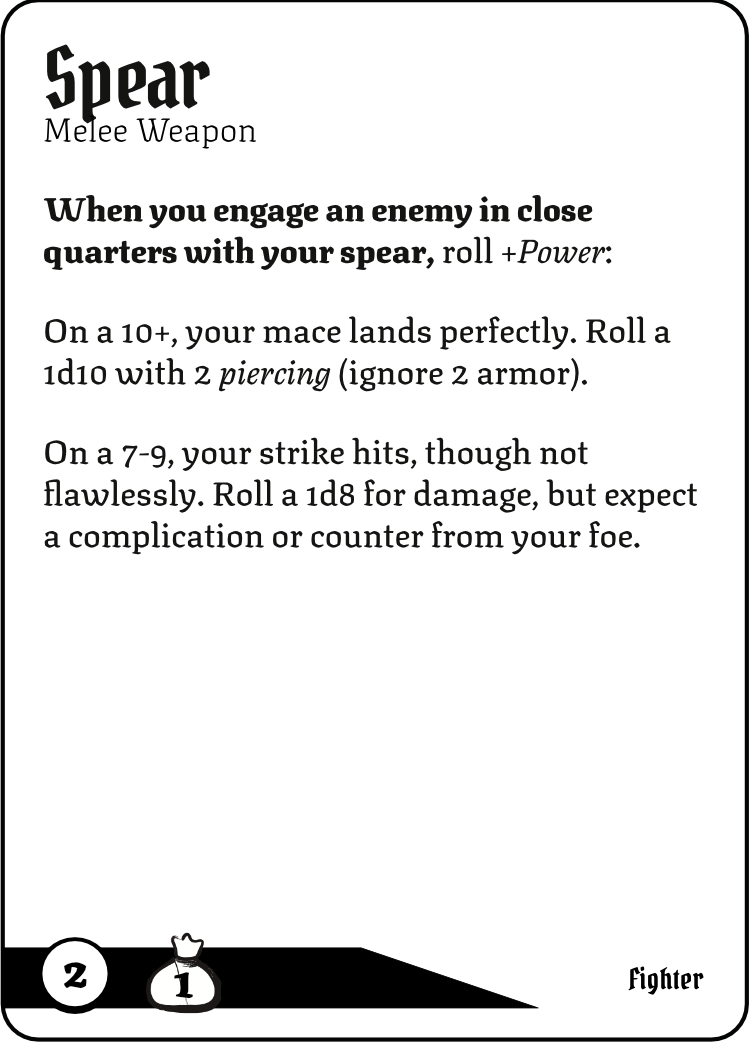 Spear
Melee Weapon
When you engage an enemy in close
quarters with your spear, roll +Power:
On a 10+, your mace lands perfectly. Roll a
1d10 with 2 piercing (ignore 2 armor).
On a 7-9, your strike hits, though not
flawlessly. Roll a 1d8 for damage, but expect
a complication or counter from your foe.
2
1
Fighter